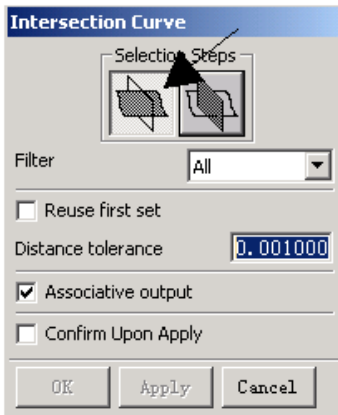 Intersection Curve
Selection Steps
Filter All
Reuse first set
Distance tolerance 0.001000
Associative output
Confirm Upon Apply
OK Apply Cancel